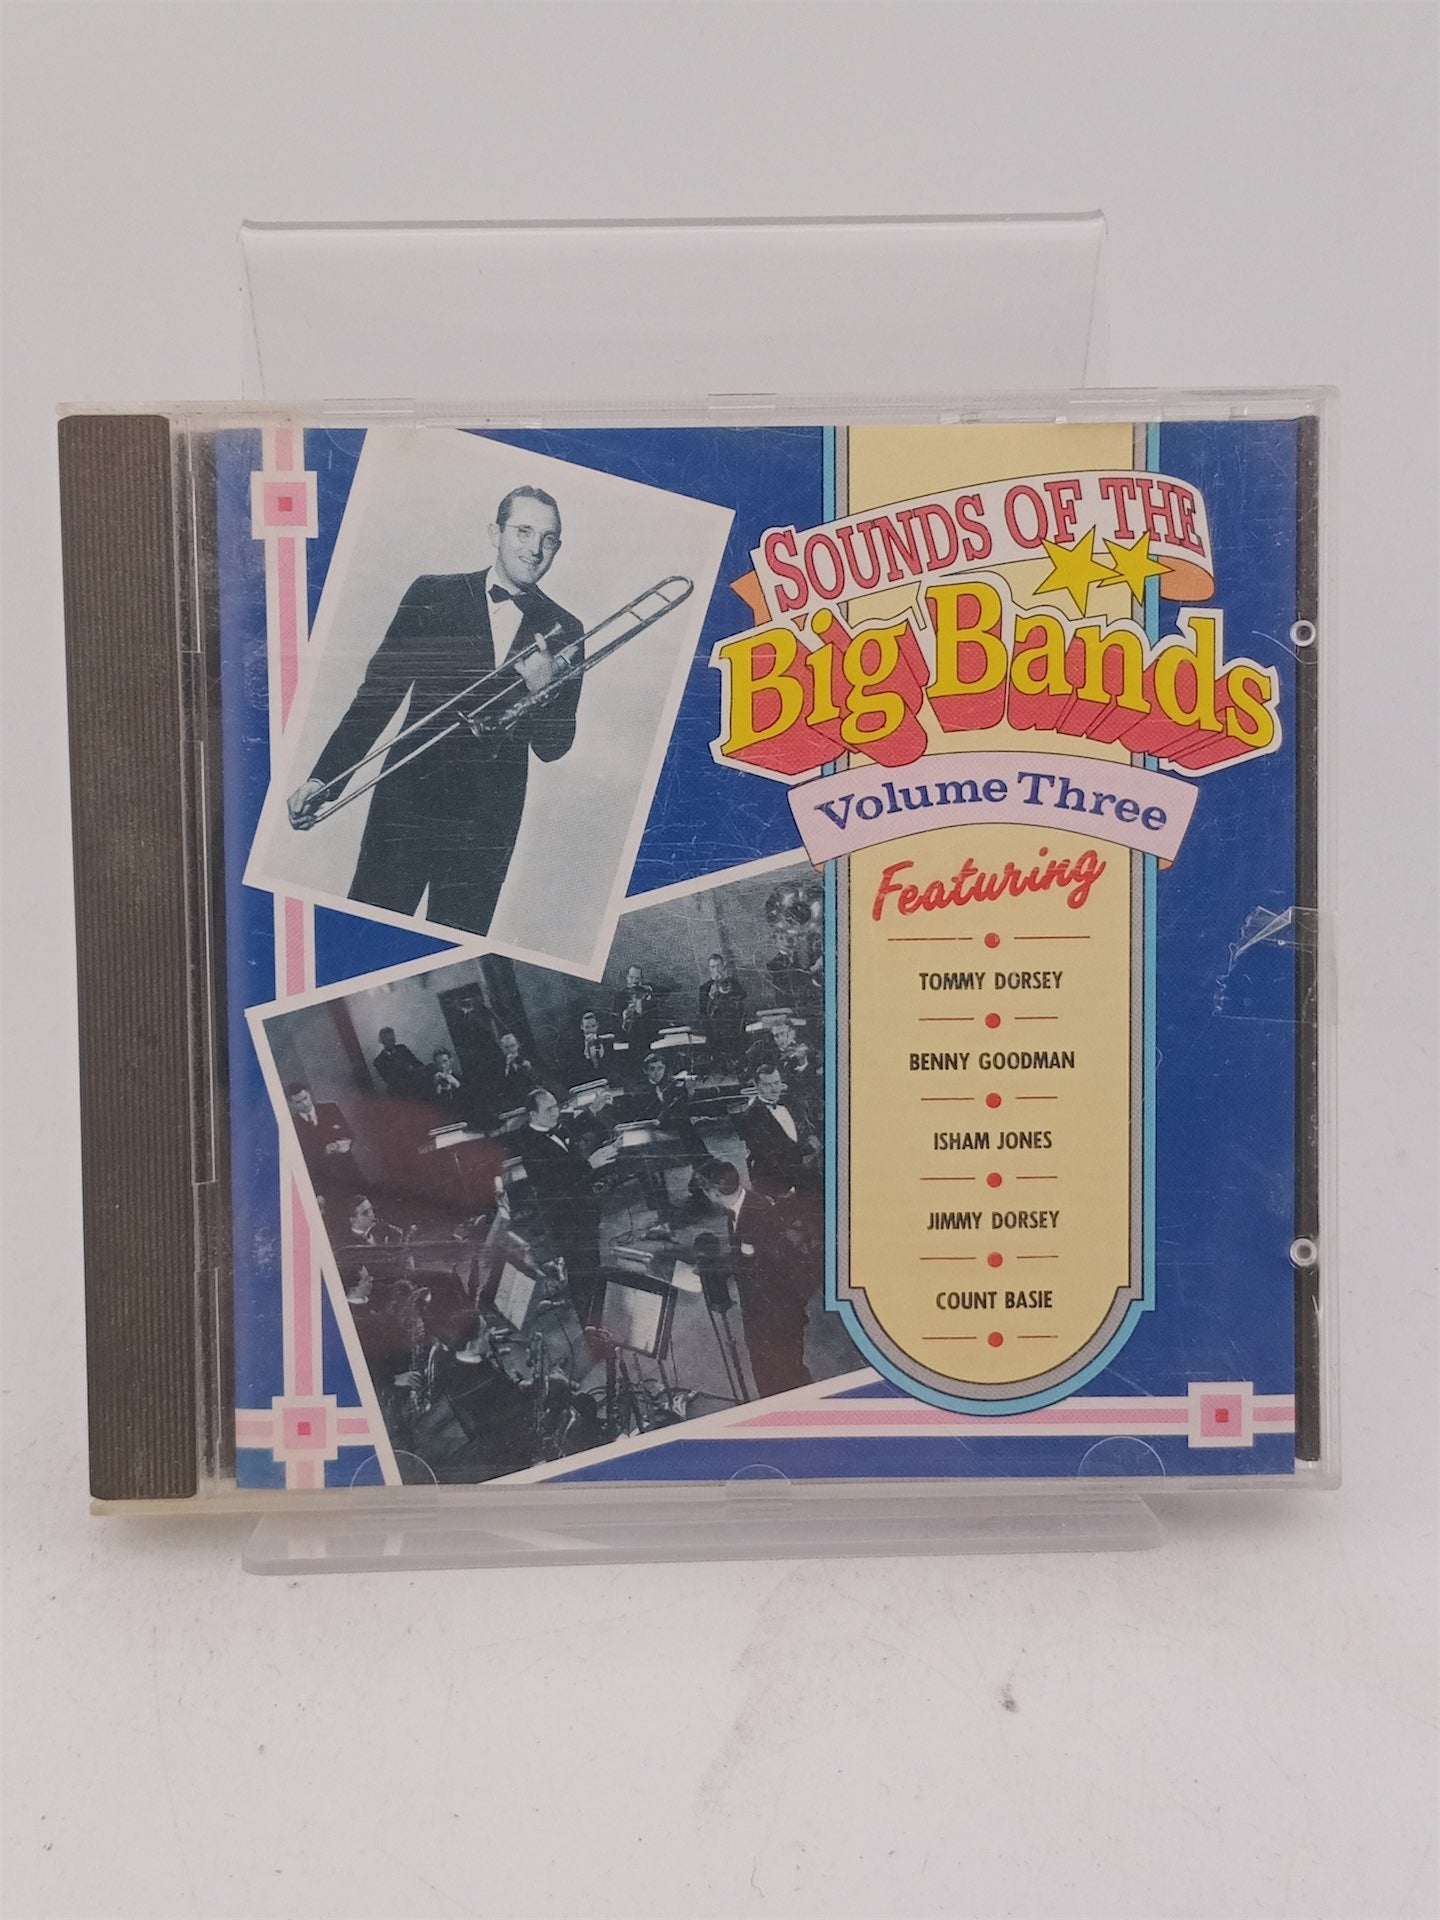 SOUNDS OF THE
Big Bands
Volume Three
Featuring
TOMMY DORSEY
BENNY GOODMAN
ISHAM JONES
JIMMY DORSEY
COUNT BASIE